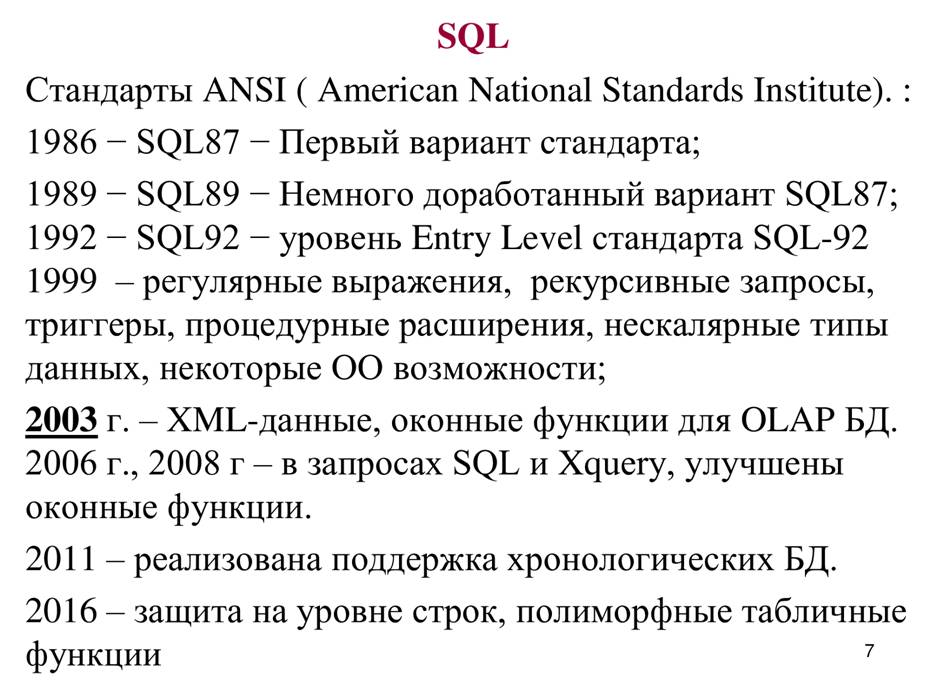 SQL
Стандарты ANSI ( American National Standards Institute). :
1986 − SQL87 − Первый вариант стандарта;
1989 − SQL89 − Немного доработанный вариант SQL87;
1992 − SQL92 − уровень Entry Level стандарта SQL-92
1999  – регулярные выражения,  рекурсивные запросы,
триггеры, процедурные расширения, нескалярные типы
данных, некоторые ОО возможности;
2003 г. – XML-данные, оконные функции для OLAP БД.
2006 г., 2008 г – в запросах SQL и Xquery, улучшены
оконные функции.
2011 – реализована поддержка хронологических БД.
2016 – защита на уровне строк, полиморфные табличные
функции
7